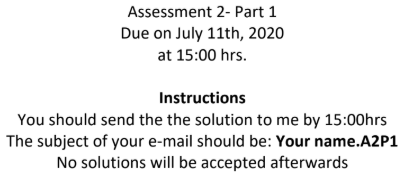 Assessment 2- Part 1
Due on July 11th, 2020
at 15:00 hrs.
Instructions
You should send the the solution to me by 15:00hrs
The subject of your e-mail should be: Your name.A2P1
No solutions will be accepted afterwards